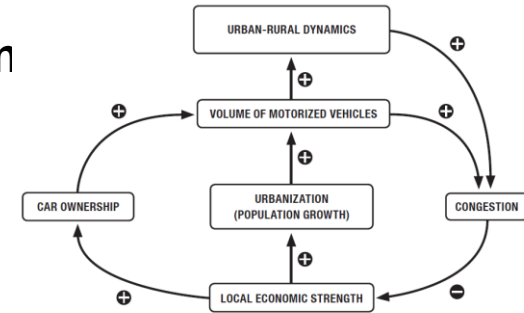 URBAN-RURAL DYNAMICS
+
+
+
VOLUME OF MOTORIZED VEHICLES
+
+
CAR OWNERSHIP
URBANIZATION
(POPULATION GROWTH)
CONGESTION
+
+
LOCAL ECONOMIC STRENGTH
−